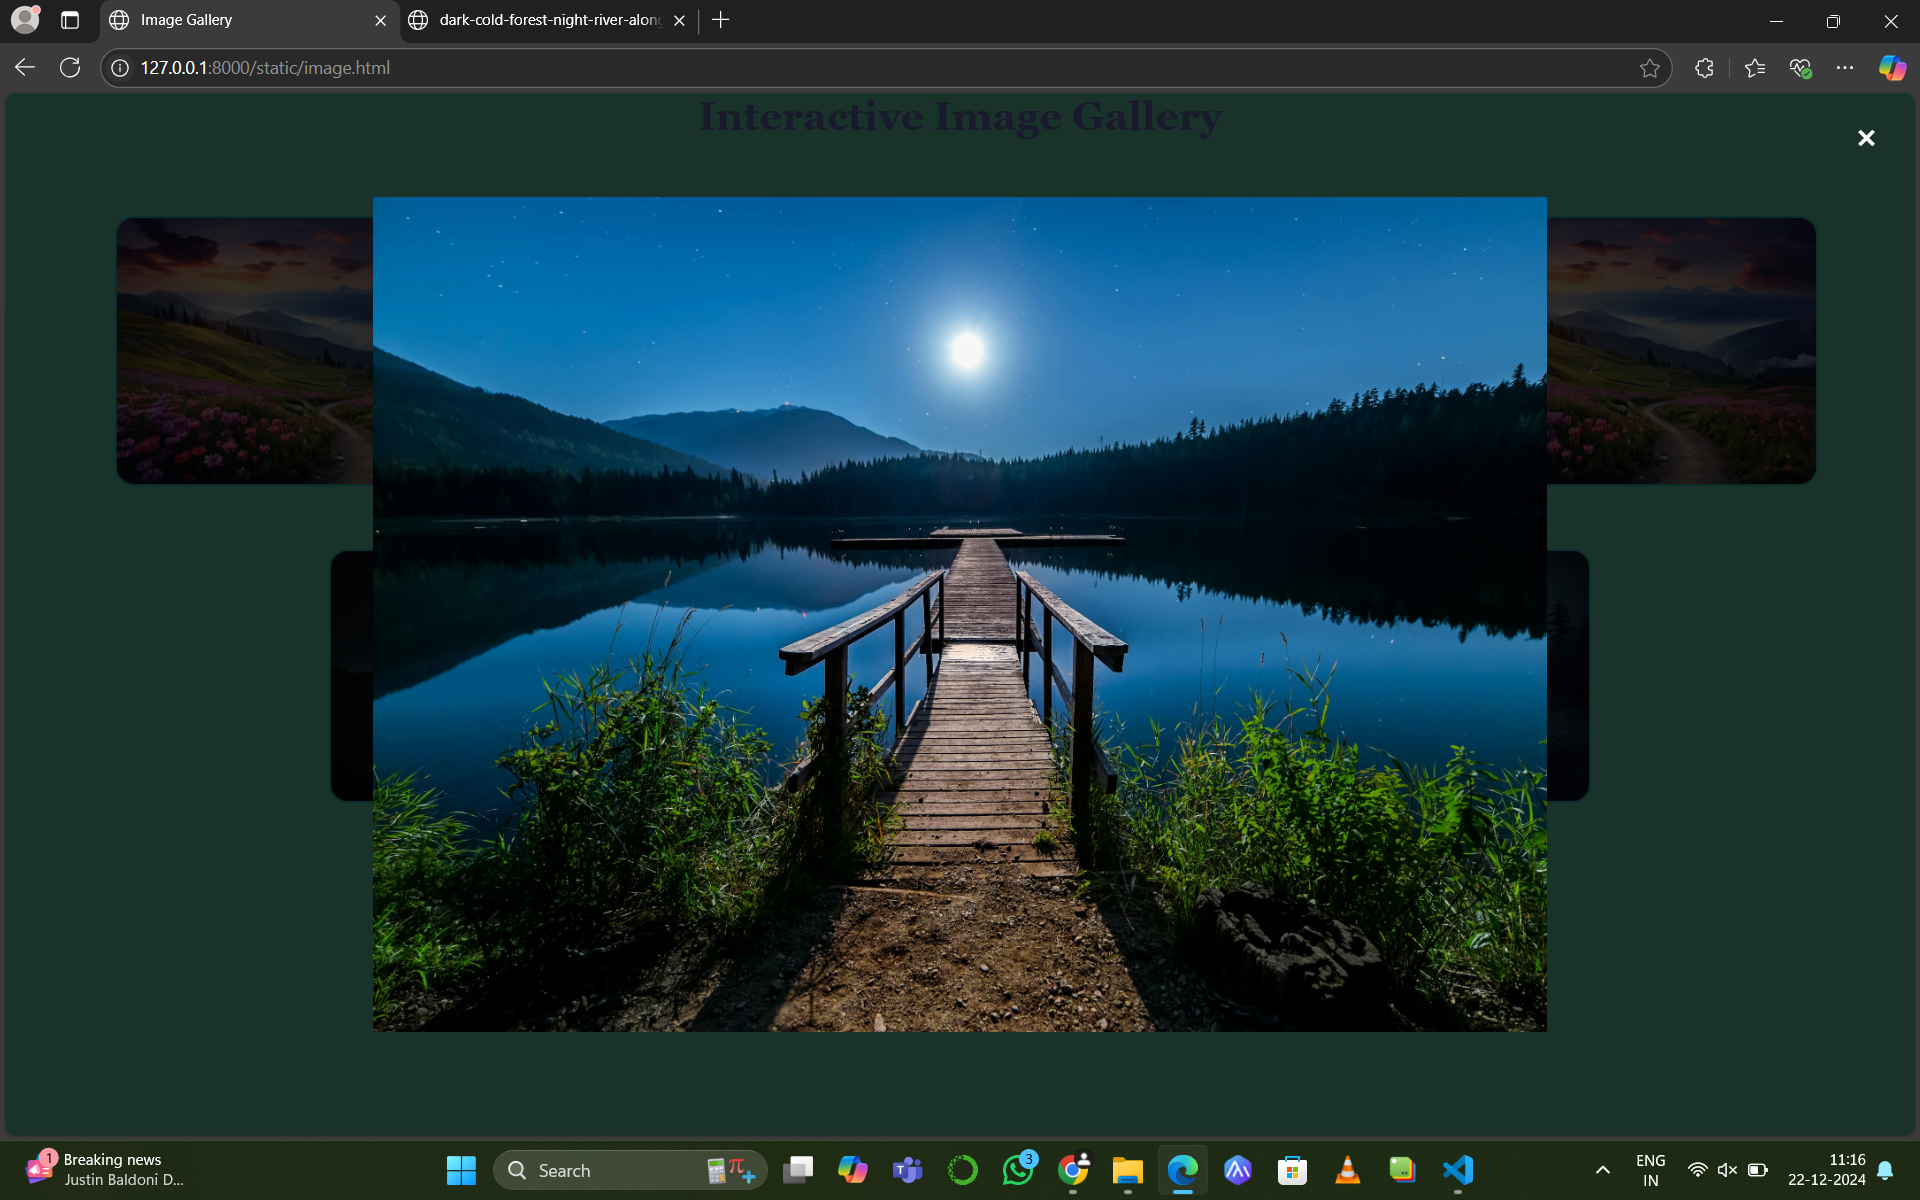 Image Gallery
dark-cold-forest-night-river-alon
127.0.0.1:8000/static/image.html
Interactive Image Gallery
1
Breaking news
Justin Baldoni D...
Search
3
ENG
IN
11:16
22-12-2024